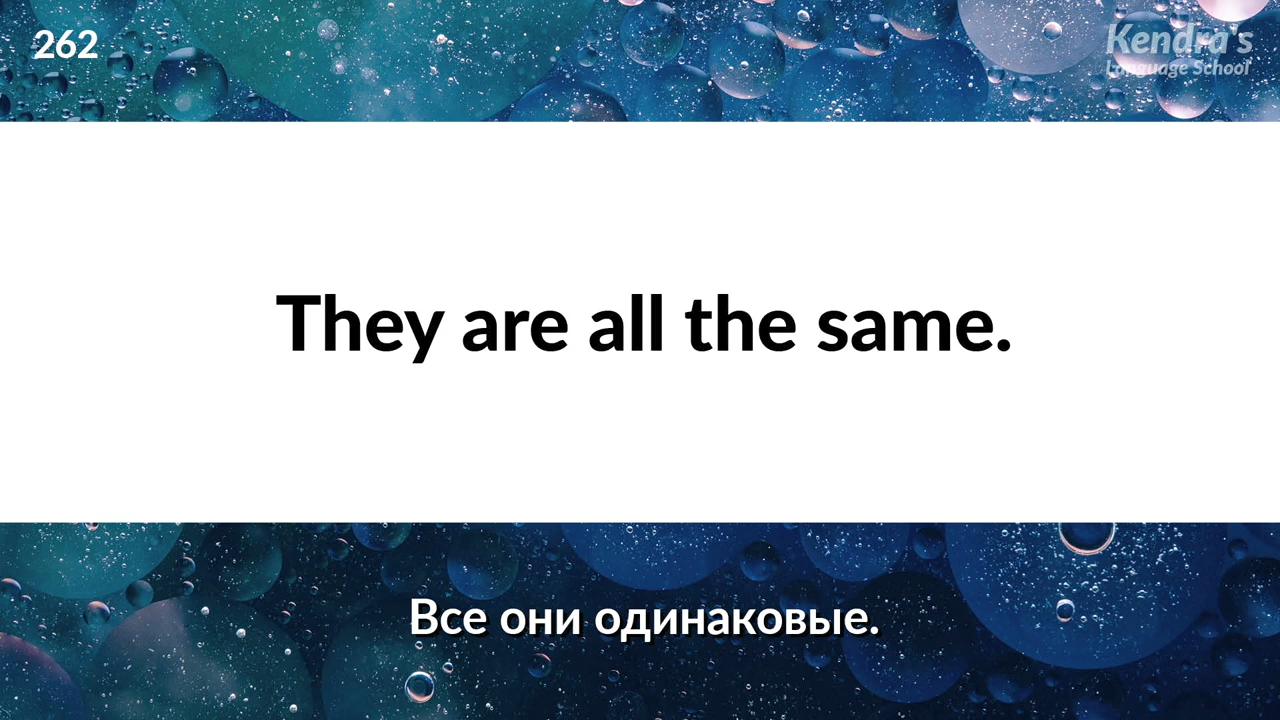 262
Kendra's
Language School
They are all the same.
Все они одинаковые.